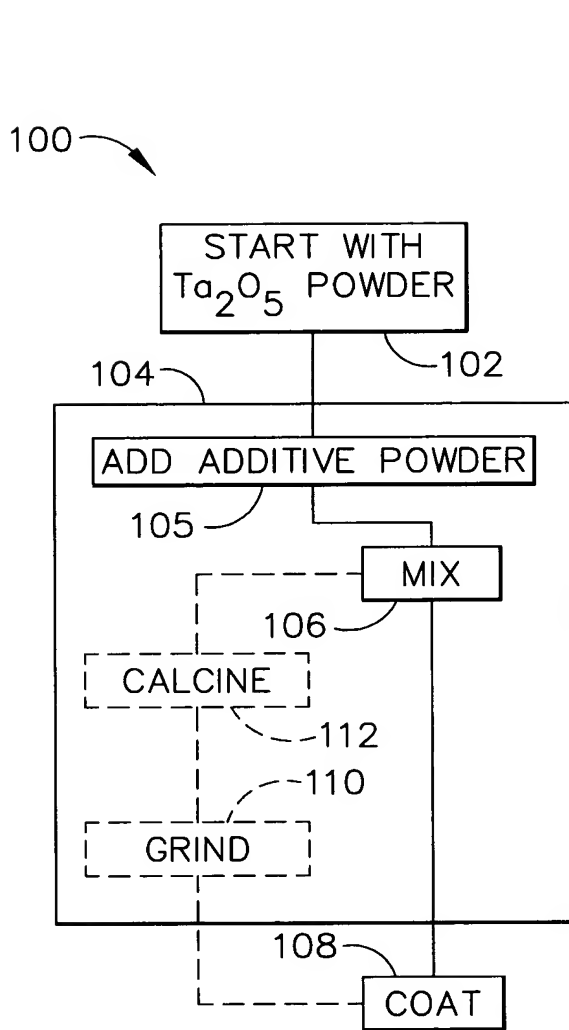 100
START WITH
Ta₂O₅ POWDER
102
104
ADD ADDITIVE POWDER
105
MIX
106
CALCINE
112
110
GRIND
108
COAT